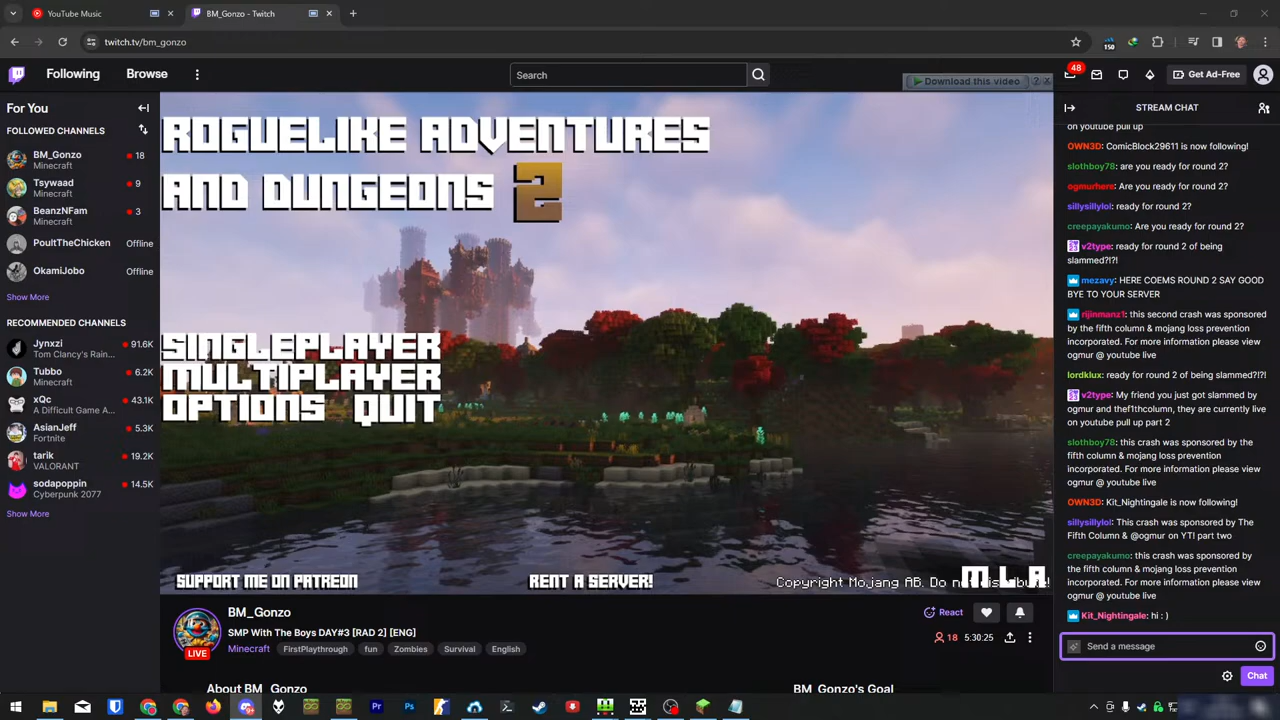 YouTube Music
BM_Gonzo - Twitch
twitch.tv/bm_gonzo
150
Following
Browse
Search
48
Get Ad-Free
Download this video
For You
FOLLOWED CHANNELS
BM_Gonzo
18
Minecraft
Tsywaad
9
Minecraft
BeanzNFam
3
Minecraft
PouitTheChicken
Offline
OkamiJobo
Offline
Show More
RECOMMENDED CHANNELS
Jynxzi
91.6K
Tom Clancy's Rain...
Tubbo
6.2K
Minecraft
xQc
43.1K
A Difficult Game A...
AsianJeff
5.3K
Fortnite
tarik
19.2K
VALORANT
sodapoppin
14.5K
Cyberpunk 2077
Show More
ROGUELIKE ADVENTURES
AND DUNGEONS 2
SINGLEPLAYER
MULTIPLAYER
OPTIONS QUIT
SUPPORT ME ON PATREON
RENT A SERVER!
Copyright Mojang AB. Do
BM_Gonzo
SMP With The Boys DAY#3 [RAD 2] [ENG]
Minecraft FirstPlaythrough fun Zombies Survival English
LIVE
React
18 5:30:25
About BM_Gonzo
BM_Gonzo's Goal
STREAM CHAT
on youtube pull up
OWN3D: ComicBlock29611 is now following!
slothboy78: are you ready for round 2?
ogmurhere: Are you ready for round 2?
sillysillylol: ready for round 2?
creepayakumo: Are you ready for round 2?
v2type: ready for round 2 of being
slammed?!?!
mezavy: HERE COEMS ROUND 2 SAY GOOD
BYE TO YOUR SERVER
rijinmanz1: this second crash was sponsored
by the fifth column & mojang loss prevention
incorporated. For more information please view
ogmur @ youtube live
lordklux: ready for round 2 of being slammed?!?!
v2type: My friend you just got slammed by
ogmur and thef1thcolumn, they are currently live
on youtube pull up part 2
slothboy78: this crash was sponsored by the
fifth column & mojang loss prevention
incorporated. For more information please view
ogmur @ youtube live
OWN3D: Kit_Nightingale is now following!
sillysillylol: This crash was sponsored by The
Fifth Column & @ogmur on YT! part two
creepayakumo: this crash was sponsored by
the fifth column & mojang loss prevention
incorporated. For more information please view
ogmur @ youtube live
Kit_Nightingale: hi : )
Send a message
Chat